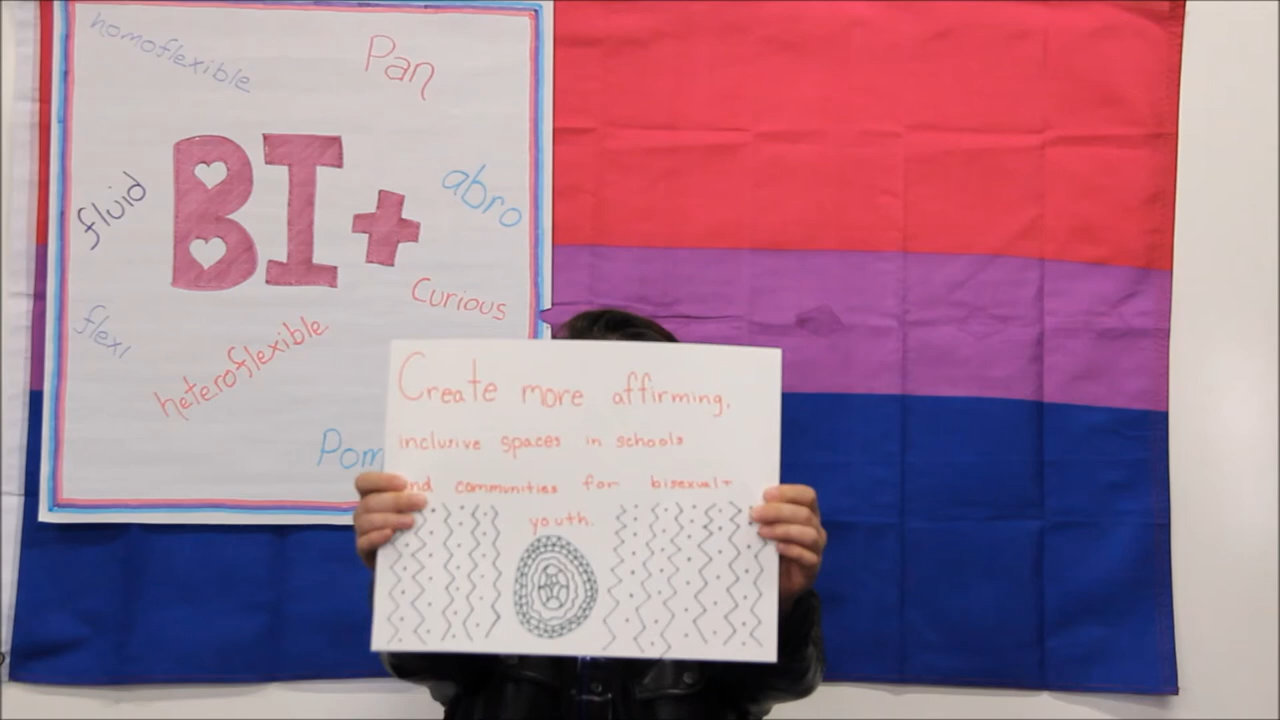 homoflexible
Pan
BI+
abro
fluid
Curious
flexi
heteroflexible
Pom
Create more affirming,
inclusive spaces in schools
and communities for bisexual+
youth.